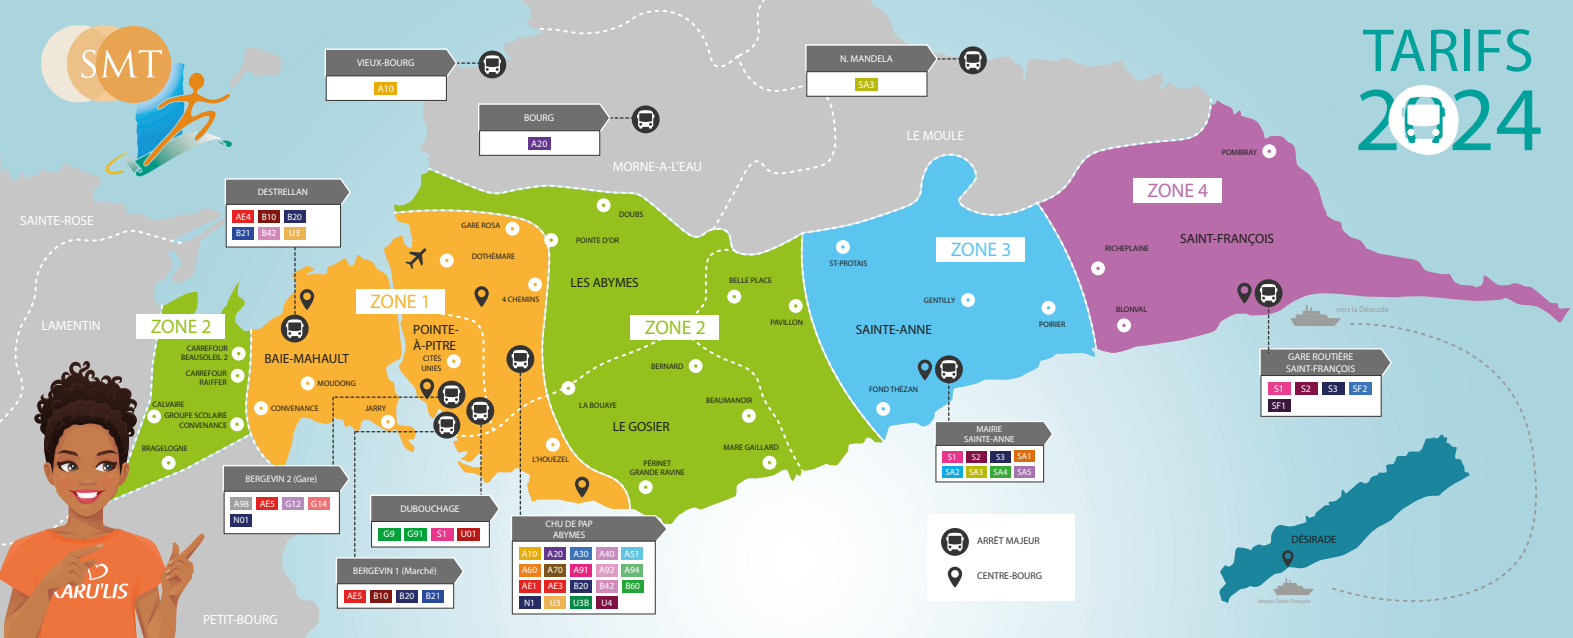 SMT
TARIFS
2024
VIEUX-BOURG
A10
BOURG
A20
N. MANDELA
SA3
LE MOULE
MORNE-A-L'EAU
POMBIRAY
ZONE 4
SAINT-FRANÇOIS
RICHEPLAINE
BLONVAL
SAINTE-ROSE
LAMENTIN
PETIT-BOURG
DESTRELLAN
AE4 B10 B20
B21 B42 U3
ZONE 2
CARREFOUR
BEAUSOLEIL 2
CARREFOUR
RAIFFER
CALVAIRE
GROUPE SCOLAIRE
CONVENANCE
BRAGELOGNE
ZONE 1
BAIE-MAHAULT
MOUDONG
CONVENANCE
JARRY
GARE ROSA
DOTHÉMARE
4 CHEMINS
POINTE-
À-PITRE
CITÉS
UNIES
L'HOUEZEL
DOUBS
POINTE D'OR
LES ABYMES
BELLE PLACE
PAVILLON
ZONE 2
BERNARD
LA BOUAYE
BEAUMANOIR
LE GOSIER
MARE GAILLARD
PÉRINET
GRANDE RAVINE
ST-PROTAIS
ZONE 3
GENTILLY
POIRIER
SAINTE-ANNE
FOND THÉZAN
vers la Désirade
GARE ROUTIÈRE
SAINT-FRANÇOIS
S1 S2 S3 SF2
SF1
MAIRIE
SAINTE-ANNE
S1 S2 S3 SA1
SA2 SA3 SA4 SA5
BERGEVIN 2 (Gare)
A98 AE5 G12 G14
N01
DUBOUCHAGE
G9 G91 S1 U01
BERGEVIN 1 (Marché)
AE5 B10 B20 B21
CHU DE PAP
ABYMES
A10 A20 A30 A40 A51
A60 A70 A91 A92 A94
AE1 AE3 B20 B42 B60
N1 U3 U3B U4
ARRÊT MAJEUR
CENTRE-BOURG
DÉSIRADE
depuis Saint-François
KARU'LIS